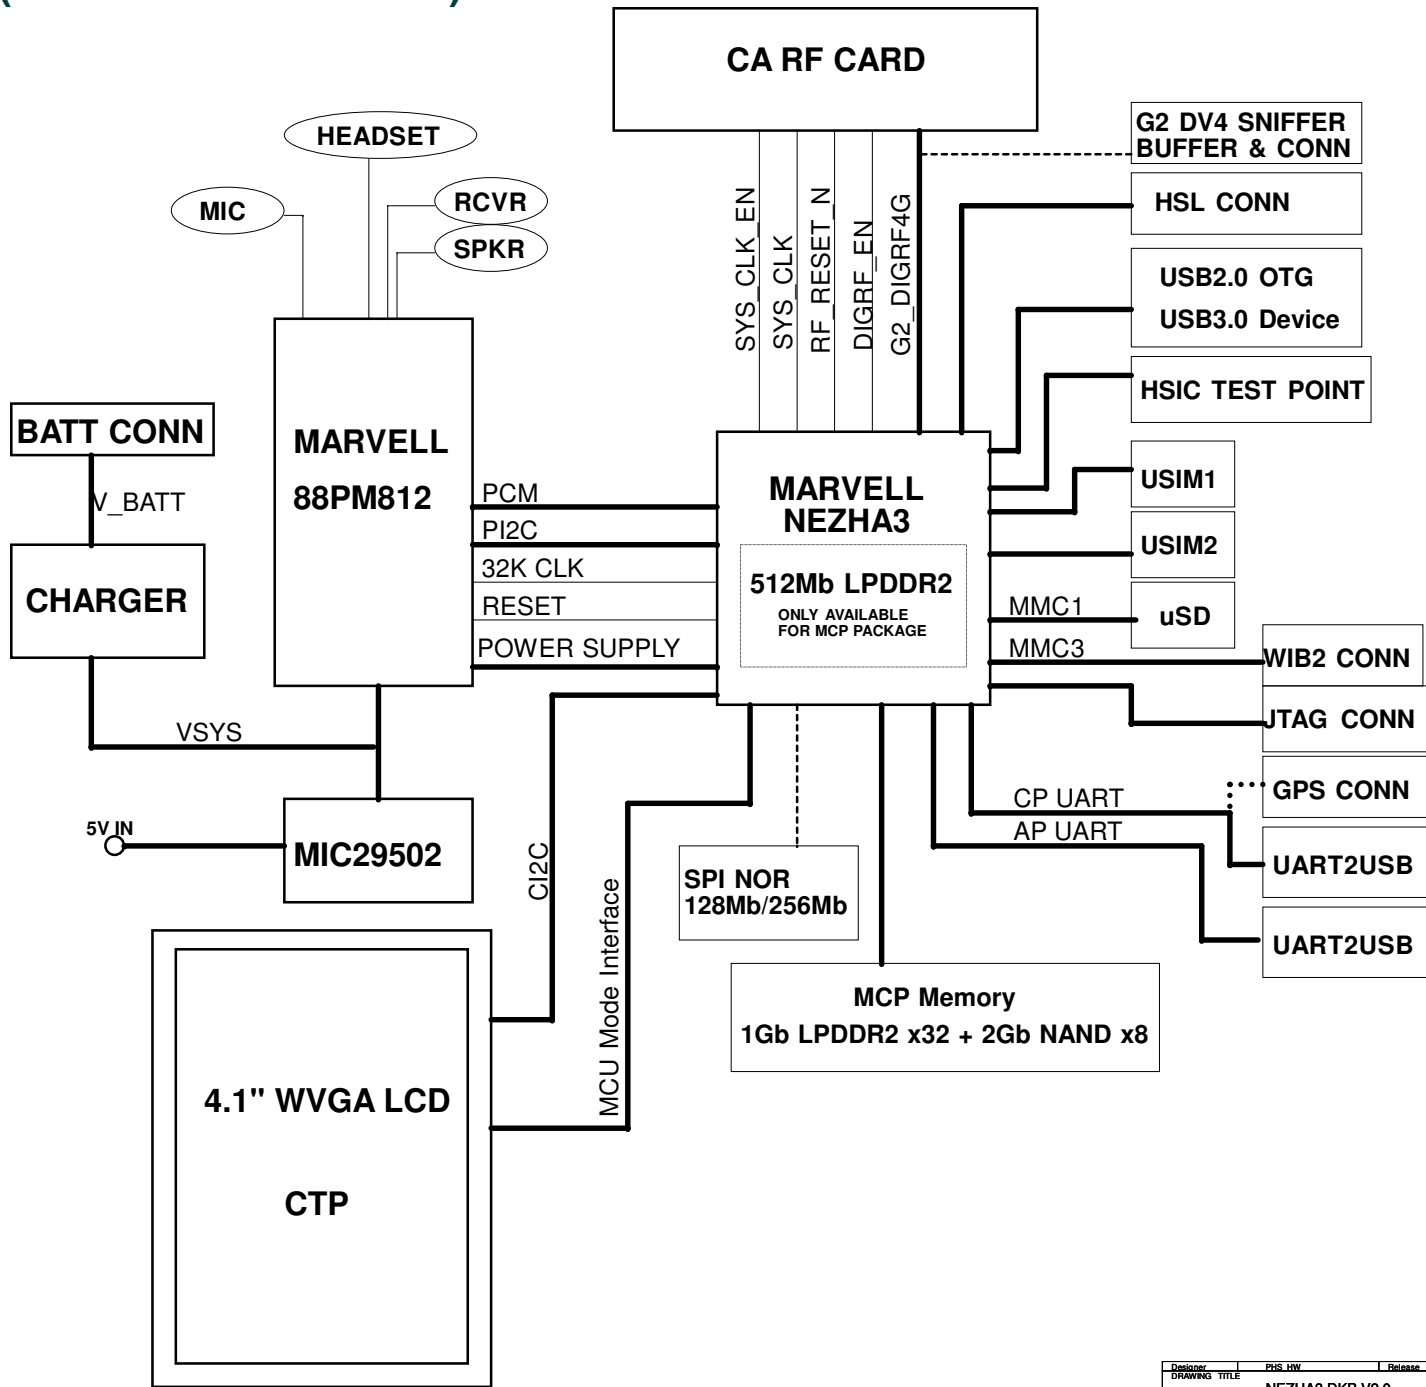 CA RF CARD
G2 DV4 SNIFFER
BUFFER & CONN
HEADSET
MIC
RCVR
SPKR
HSL CONN
SYS_CLK_EN
SYS_CLK
RF_RESET_N
DIGRF_EN
G2_DIGRF4G
USB2.0 OTG
USB3.0 Device
HSIC TEST POINT
BATT CONN
V_BATT
CHARGER
MARVELL
88PM812
PCM
PI2C
32K CLK
RESET
POWER SUPPLY
MARVELL
NEZHA3
512Mb LPDDR2
ONLY AVAILABLE
FOR MCP PACKAGE
USIM1
USIM2
MMC1
uSD
MMC3
WIB2 CONN
JTAG CONN
VSYS
GPS CONN
CP UART
AP UART
UART2USB
UART2USB
5V IN
MIC29502
CI2C
MCU Mode Interface
SPI NOR
128Mb/256Mb
MCP Memory
1Gb LPDDR2 x32 + 2Gb NAND x8
4.1" WVGA LCD
CTP
Designer
PHS HW
Release
DRAWING TITLE